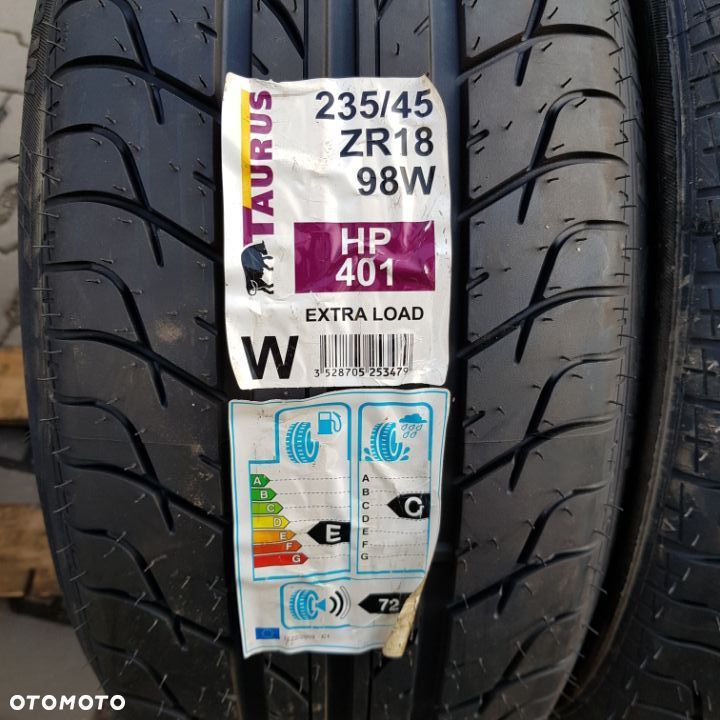 TAURUS
235/45
ZR18
98W
HP
401
EXTRA LOAD
W
3 528705 253479
A
B
C
D
E
F
G
E
A
B
C
D
E
F
G
C
72
OTOMOTO